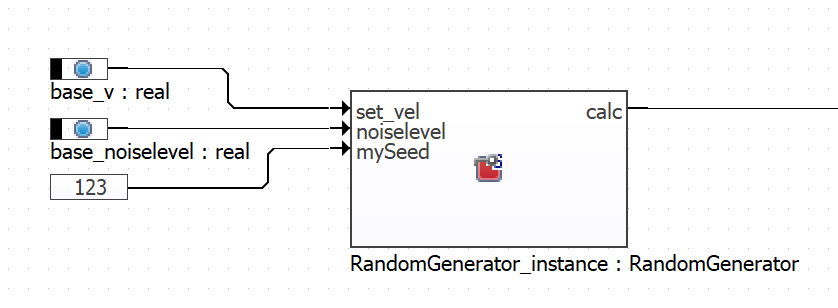 base_v : real
set_vel
calc
noiselevel
base_noiselevel : real
mySeed
123
RandomGenerator_instance : RandomGenerator